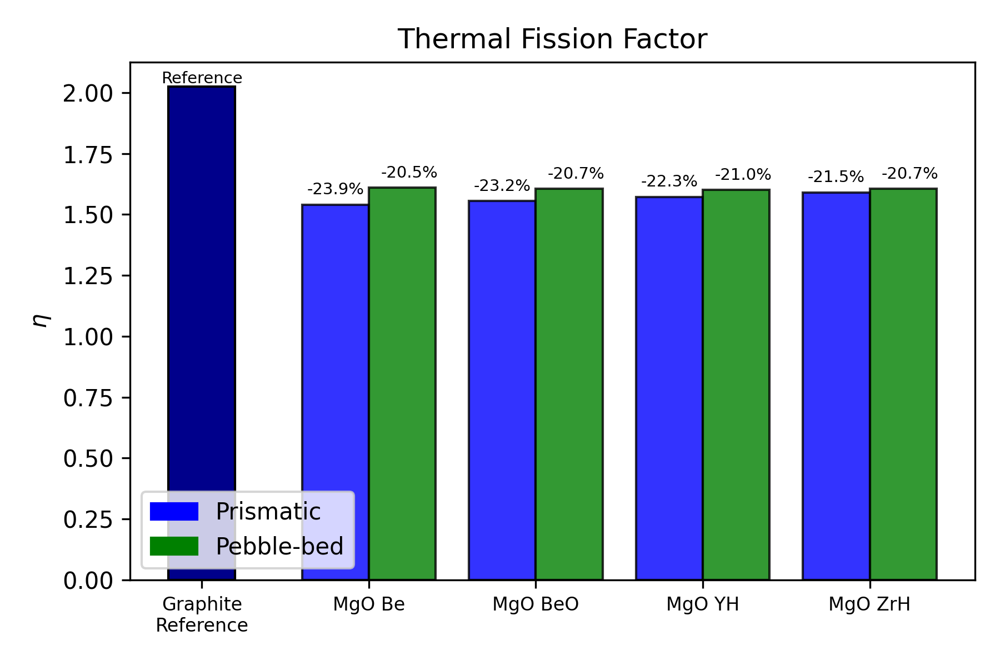 Thermal Fission Factor
η
2.00
1.75
1.50
1.25
1.00
0.75
0.50
0.25
0.00
Reference
-23.9%
-20.5%
-23.2%
-20.7%
-22.3%
-21.0%
-21.5%
-20.7%
Prismatic
Pebble-bed
Graphite
Reference
MgO Be
MgO BeO
MgO YH
MgO ZrH